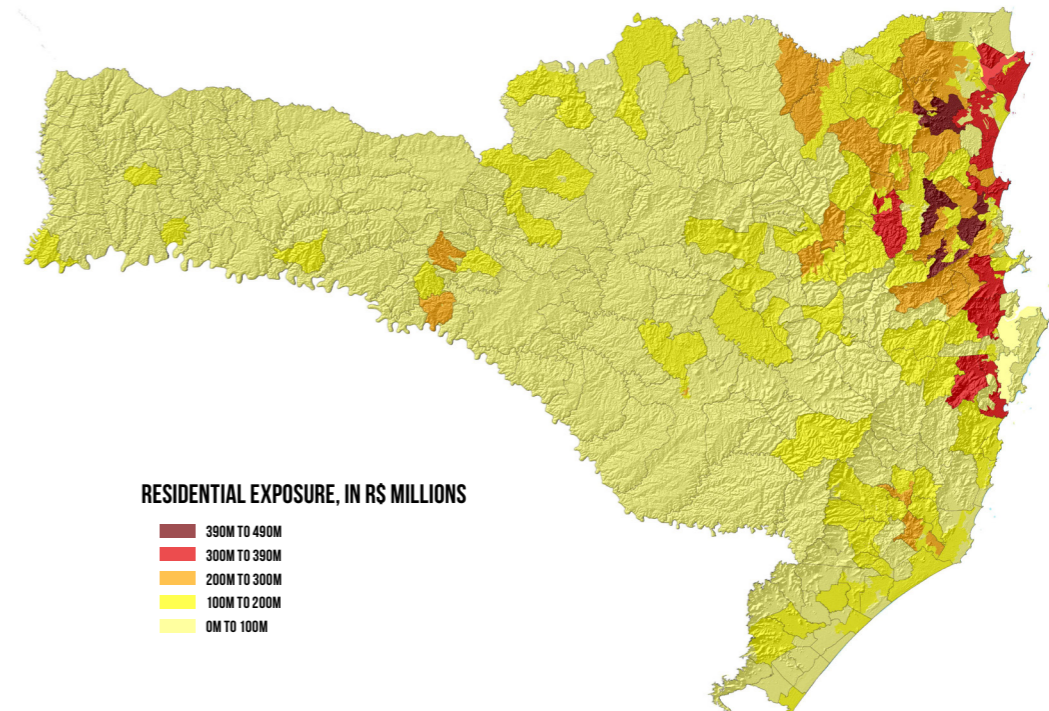 RESIDENTIAL EXPOSURE, IN R$ MILLIONS
390M TO 490M
300M TO 390M
200M TO 300M
100M TO 200M
0M TO 100M